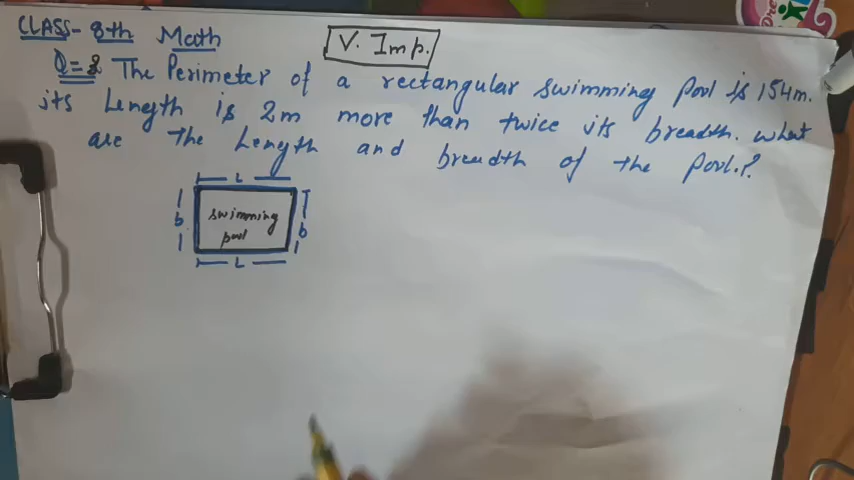 CLASS- 8th Math
V. Imp.
Q=2 The Perimeter of a rectangular swimming pool is 154m.
its Length is 2m more than twice its breadth. what
are the Length and breadth of the pool.?
L
b swimming b
pool
L